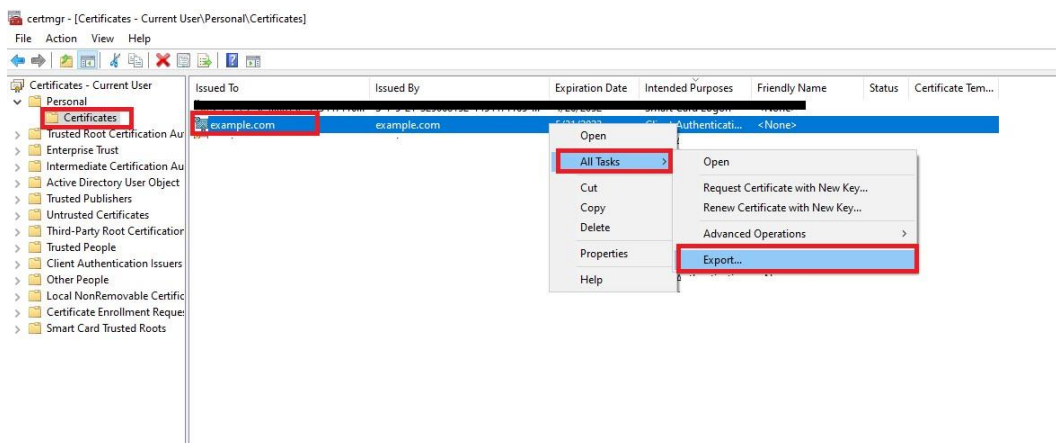 certmgr - [Certificates - Current User\Personal\Certificates]
File Action View Help
Certificates - Current User
Personal
Certificates
Trusted Root Certification Au
Enterprise Trust
Intermediate Certification Au
Active Directory User Object
Trusted Publishers
Untrusted Certificates
Third-Party Root Certification
Trusted People
Client Authentication Issuers
Other People
Local NonRemovable Certific
Certificate Enrollment Reques
Smart Card Trusted Roots
Issued To Issued By Expiration Date Intended Purposes Friendly Name Status Certificate Tem...
example.com example.com Client Authenticati... <None>
Open
All Tasks
Cut
Copy
Delete
Properties
Help
Open
Request Certificate with New Key...
Renew Certificate with New Key...
Advanced Operations
Export...